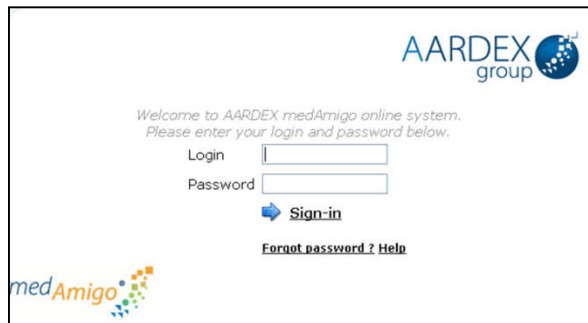 AARDEX
group
Welcome to AARDEX medAmigo online system.
Please enter your login and password below.
Login
Password
Sign-in
Forgot password ? Help
medAmigo